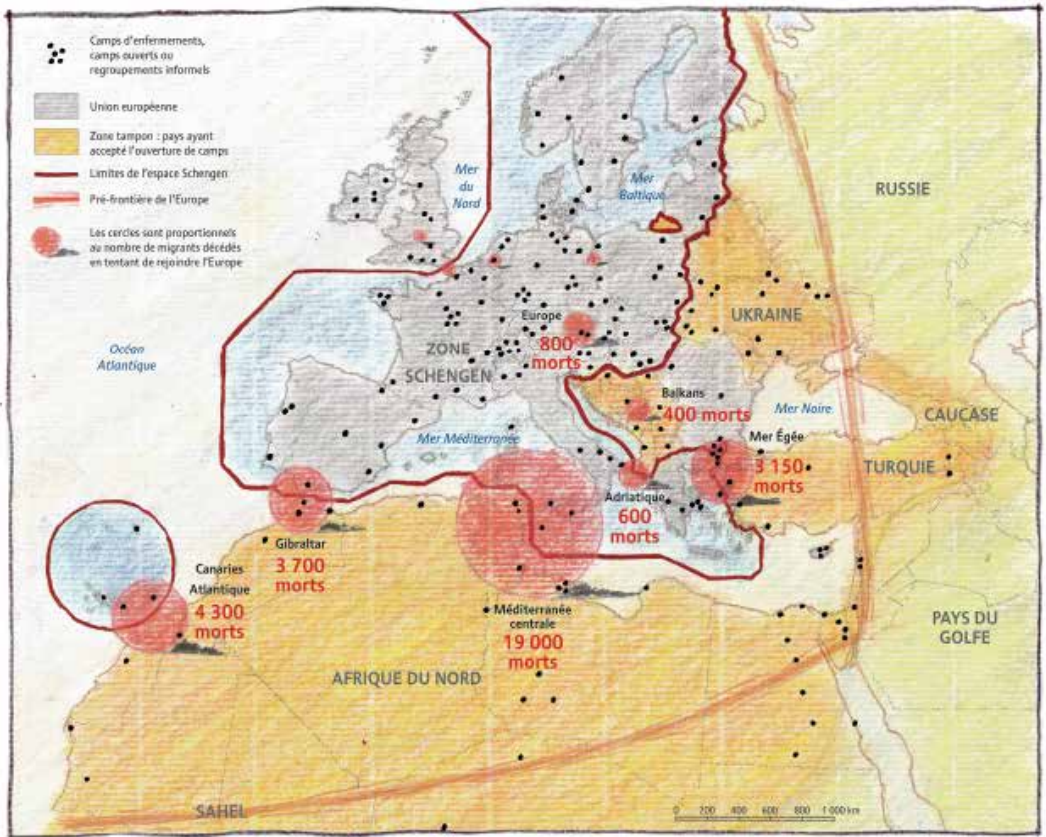 Camps d'enfermements,
camps ouverts ou
regroupements informels
Union européenne
Zone tampon : pays ayant
accepté l'ouverture de camps
Limites de l'espace Schengen
Pré-frontière de l'Europe
Les cercles sont proportionnels
au nombre de migrants décédés
en tentant de rejoindre l'Europe
Mer
du
Nord
Mer
Baltique
RUSSIE
Océan
Atlantique
Europe
800
morts
UKRAINE
ZONE
SCHENGEN
Balkans
400 morts
Mer Noire
CAUCASE
Mer Méditerranée
Mer Égée
3 150
morts
TURQUIE
Adriatique
600
morts
Gibraltar
3 700
morts
Canaries
Atlantique
4 300
morts
Méditerranée
centrale
19 000
morts
PAYS DU
GOLFE
AFRIQUE DU NORD
SAHEL
0 200 400 600 800 1 000 km